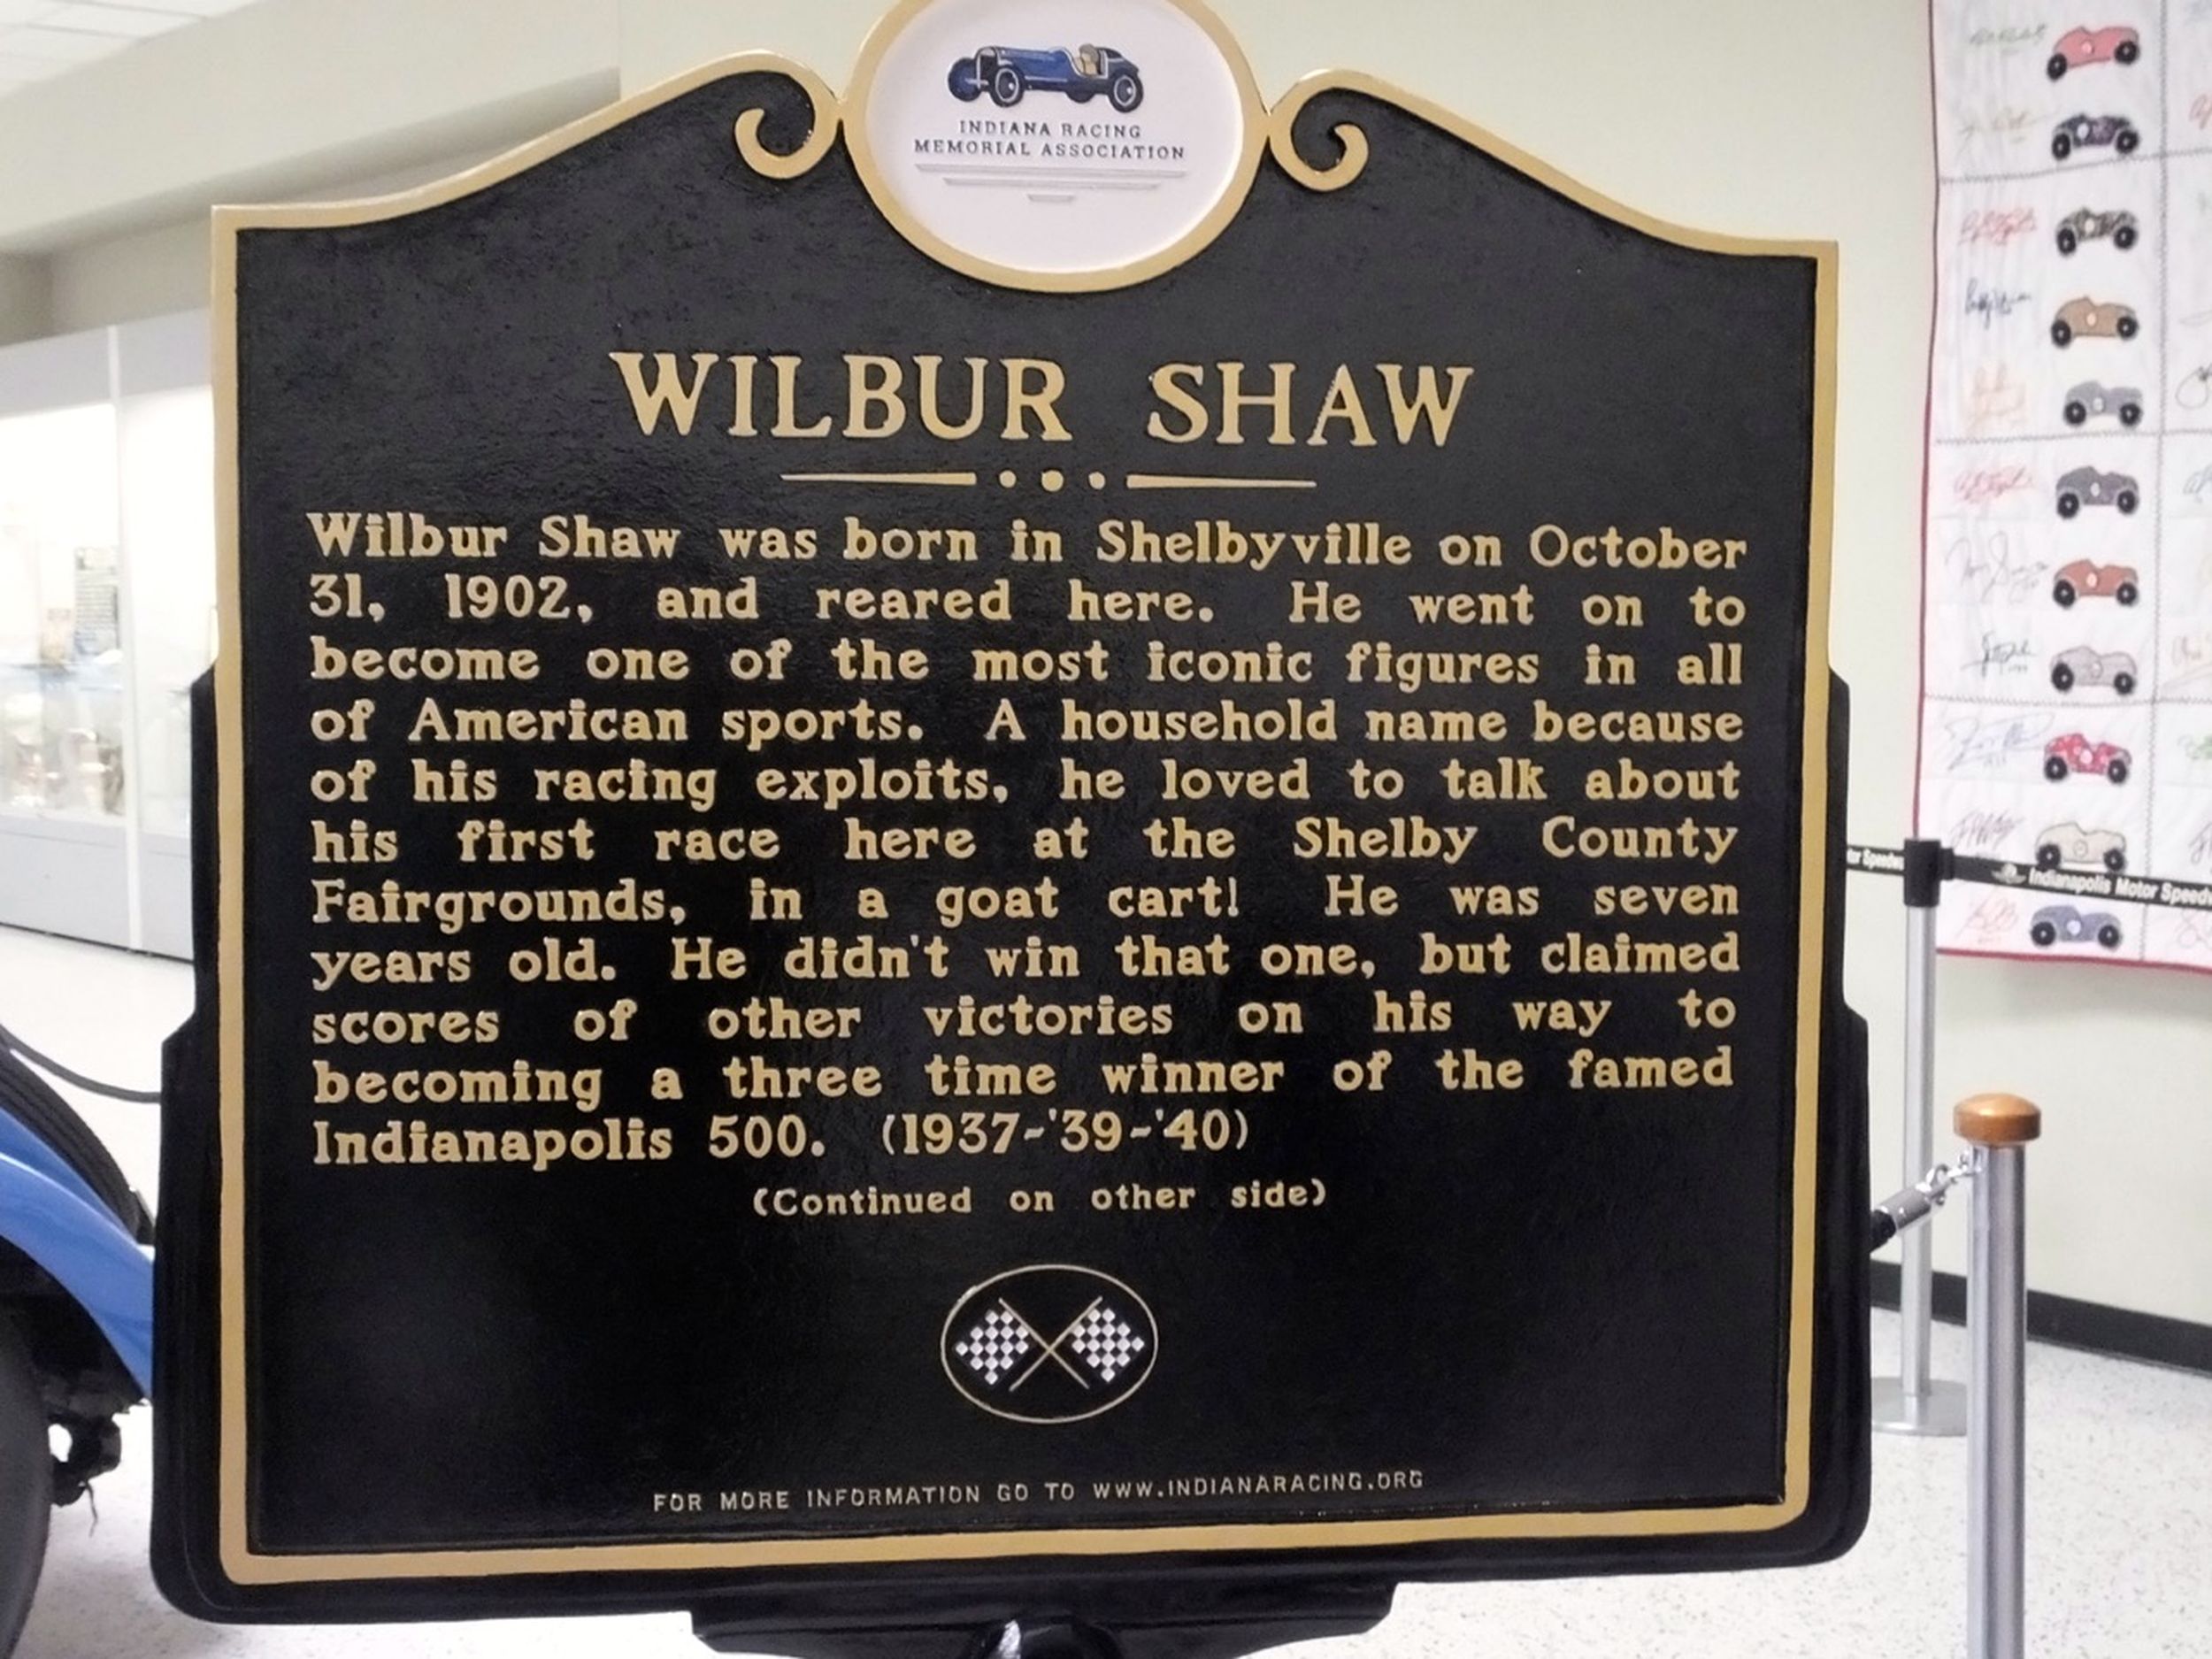 INDIANA RACING
MEMORIAL ASSOCIATION
WILBUR SHAW
Wilbur Shaw was born in Shelbyville on October
31, 1902, and reared here. He went on to
become one of the most iconic figures in all
of American sports. A household name because
of his racing exploits, he loved to talk about
his first race here at the Shelby County
Fairgrounds, in a goat cart! He was seven
years old. He didn't win that one, but claimed
scores of other victories on his way to
becoming a three time winner of the famed
Indianapolis 500. (1937-'39-'40)
(Continued on other side)
FOR MORE INFORMATION GO TO WWW.INDIANARACING.ORG
Indianapolis Motor